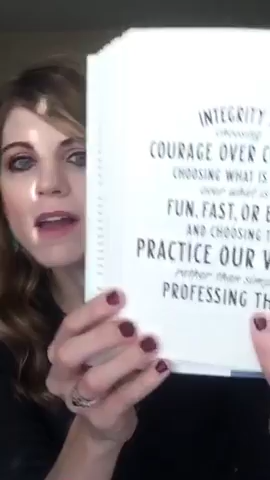 INTEGRITY
choosing
COURAGE OVER C
CHOOSING WHAT IS
over what is
FUN, FAST, OR E
AND CHOOSING T
PRACTICE OUR V
rather than simp
PROFESSING TH